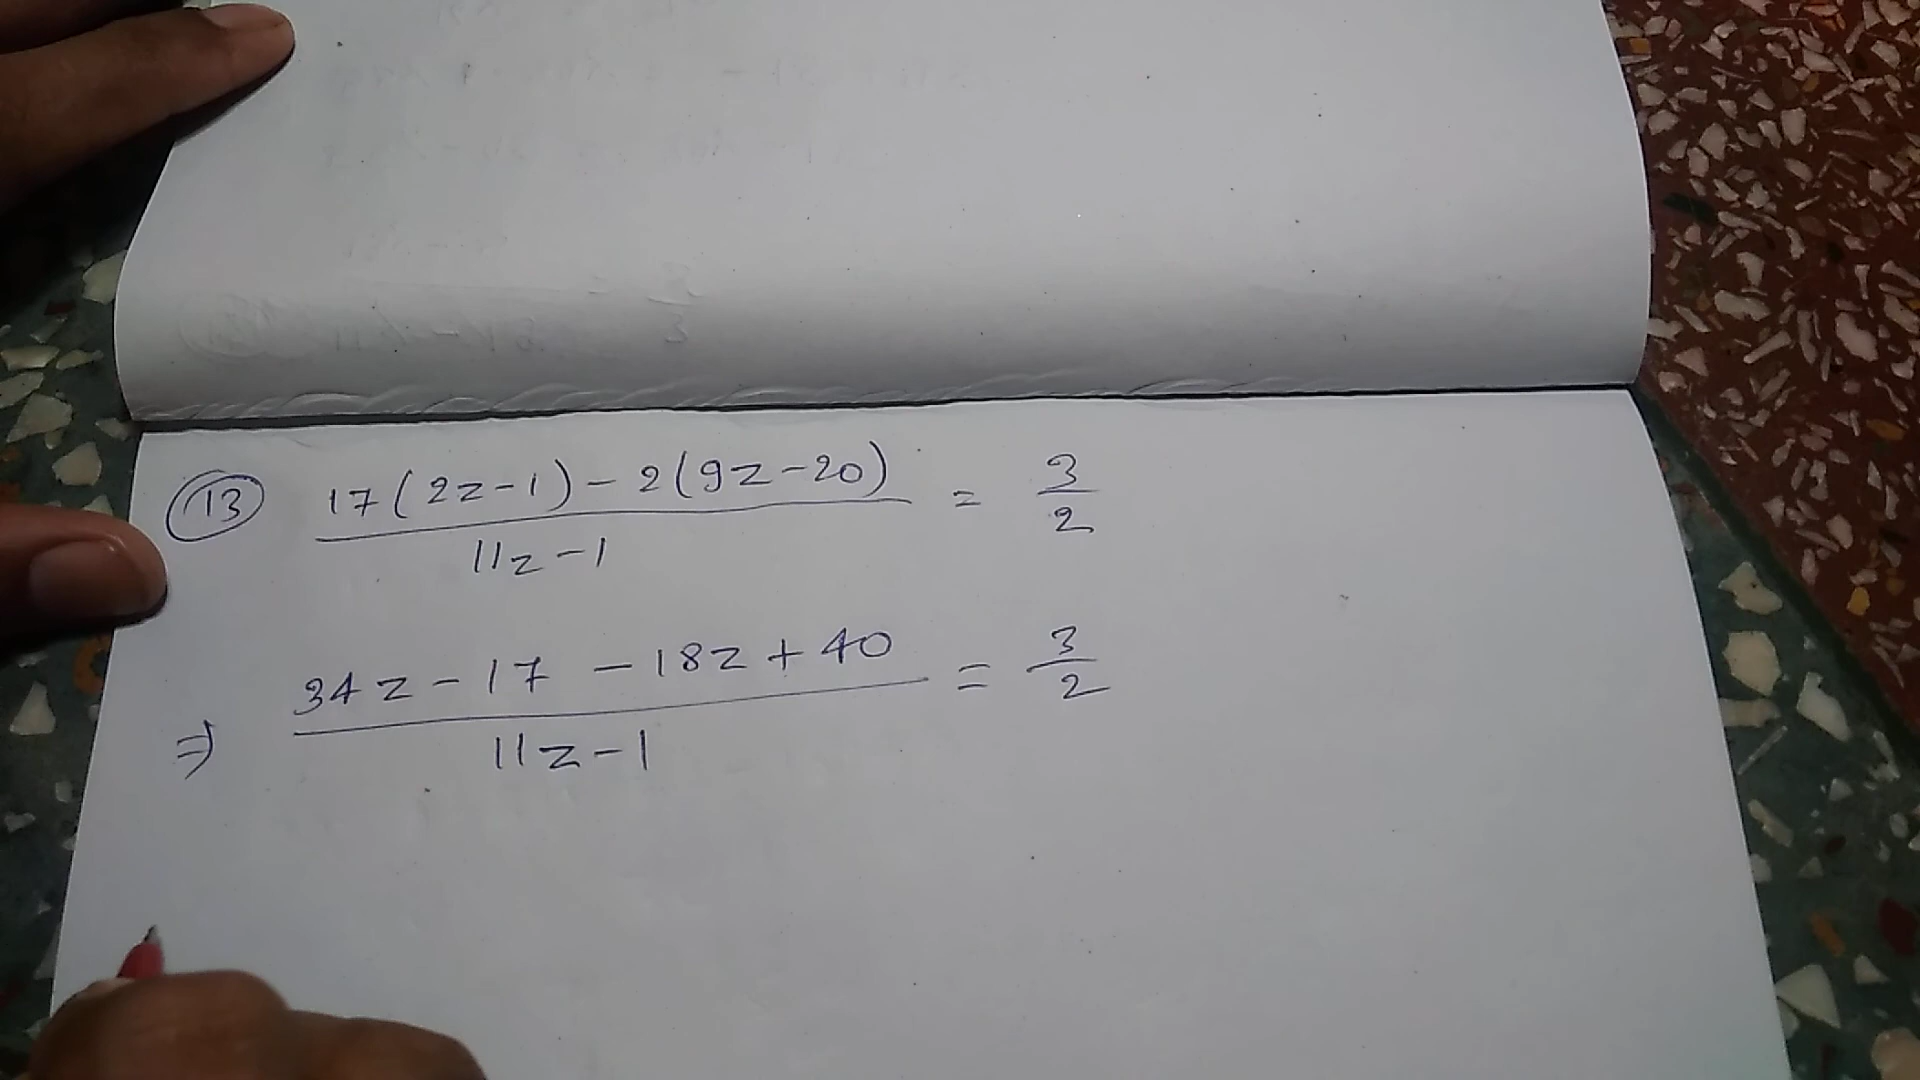 (13) 17(2z-1)-2(9z-20) / 11z-1 = 3/2
⇒ 34z-17-18z+40 / 11z-1 = 3/2